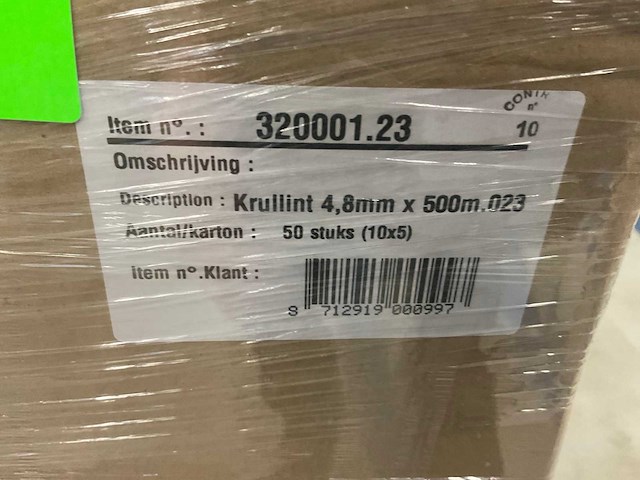 CONTR
n°
Item n°. : 320001.23 10
Omschrijving :
Description : Krullint 4,8mm x 500m.023
Aantal/karton : 50 stuks (10x5)
Item n°.Klant :
8 712919 000997